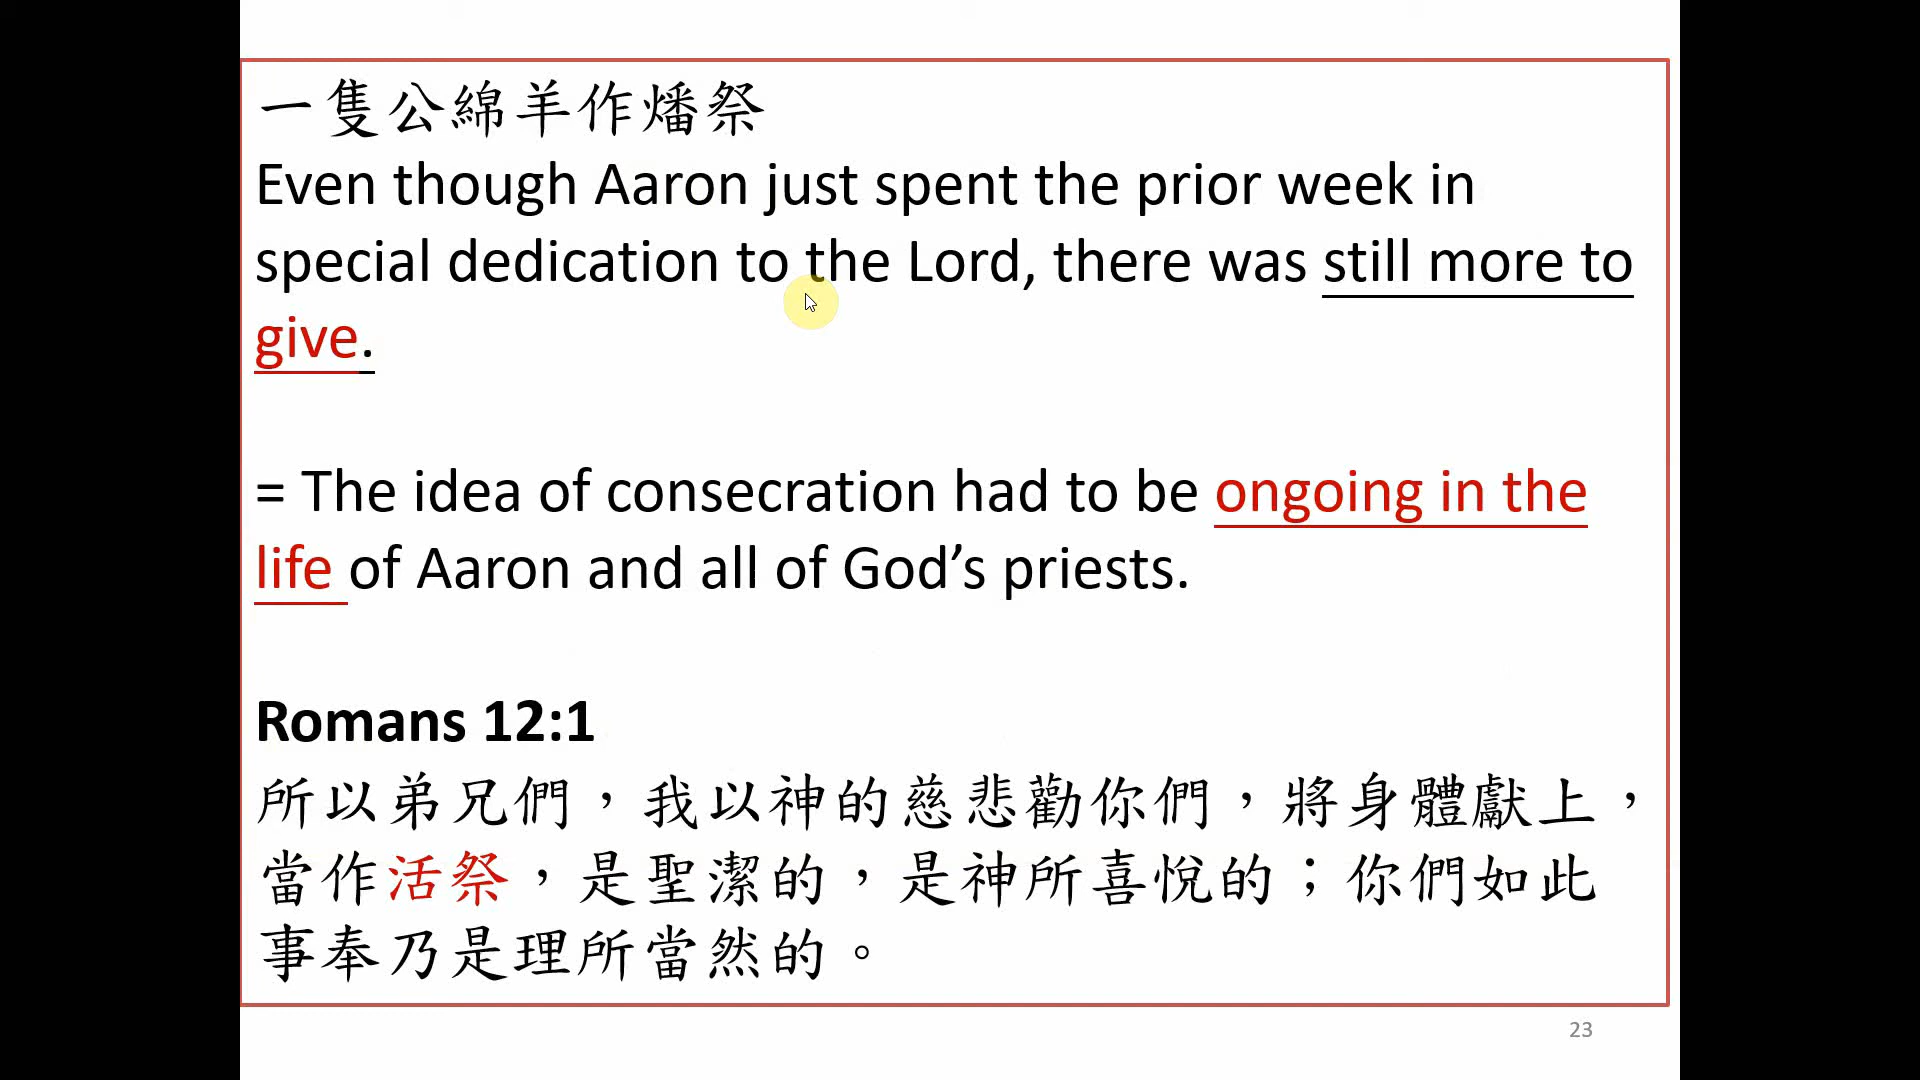 一隻公綿羊作燔祭
Even though Aaron just spent the prior week in
special dedication to the Lord, there was still more to
give.
= The idea of consecration had to be ongoing in the
life of Aaron and all of God’s priests.
Romans 12:1
所以弟兄們，我以神的慈悲勸你們，將身體獻上，
當作活祭，是聖潔的，是神所喜悅的；你們如此
事奉乃是理所當然的。
23